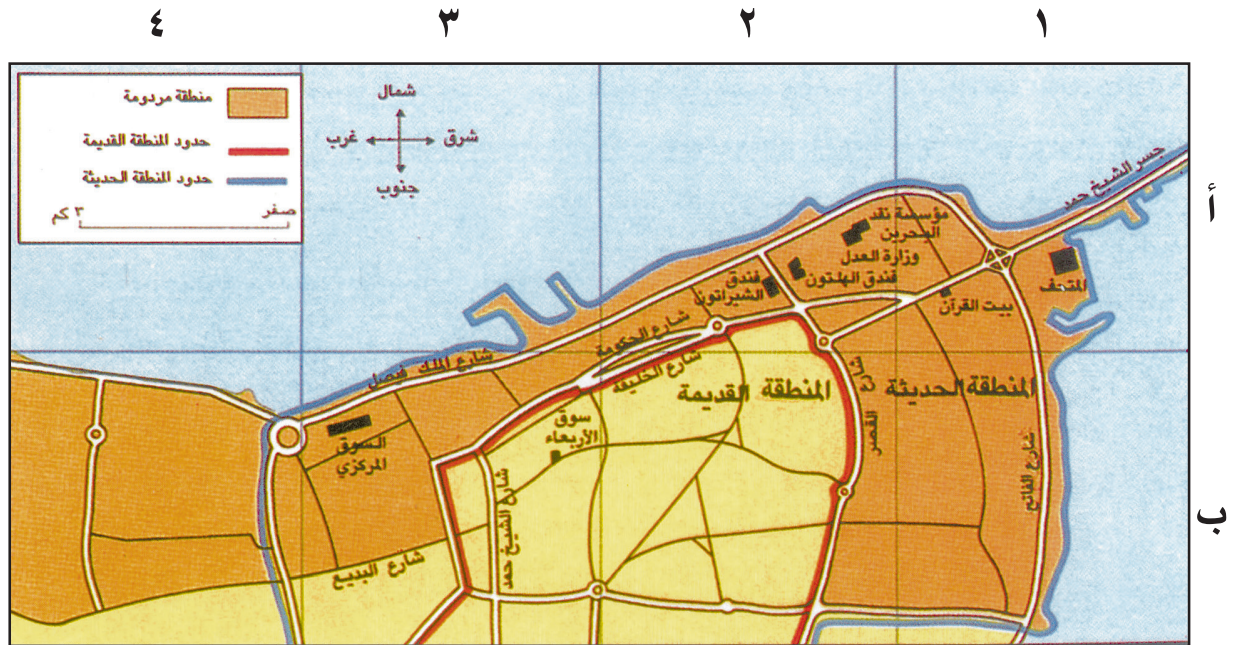 ١
٢
٣
٤
أ
ب
منطقة مردومة
حدود المنطقة القديمة
حدود المنطقة الحديثة
صفر
٣ كم
شمال
شرق
غرب
جنوب
جسر الشيخ حمد
مؤسسة نقد
البحرين
وزارة العدل
فندق الهلتون
فندق
الشيراتون
المتحف
بيت القرآن
شارع الحكومة
شارع الملك فيصل
شارع الخليفة
المنطقة القديمة
المنطقة الحديثة
شارع القصر
شارع الفاتح
سوق
الأربعاء
السوق
المركزي
شارع الشيخ حمد
شارع البديع